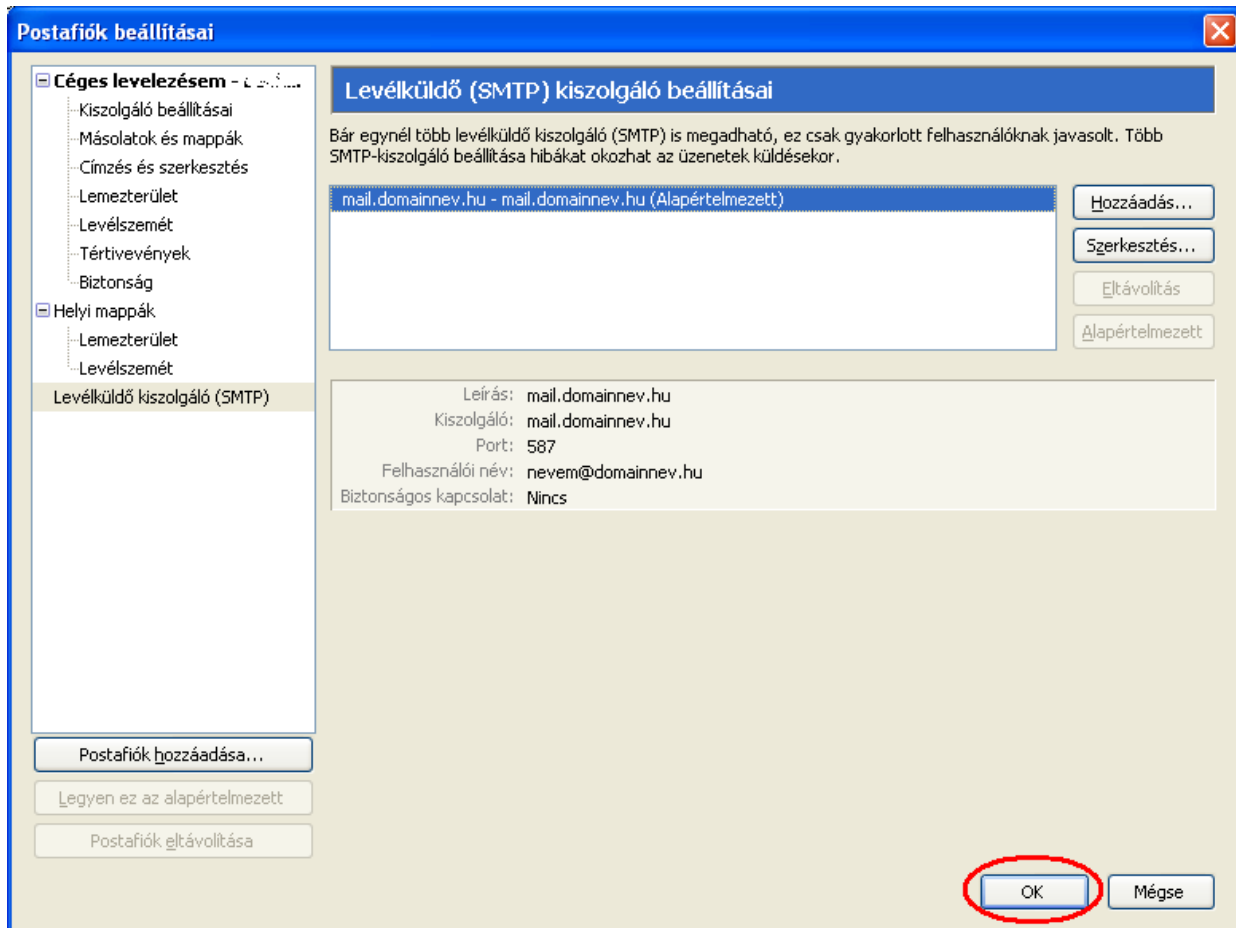 Postafiók beállításai
Céges levelezésem -
Kiszolgáló beállításai
Másolatok és mappák
Címzés és szerkesztés
Lemezterület
Levélszemét
Tértivevények
Biztonság
Helyi mappák
Lemezterület
Levélszemét
Levélküldő kiszolgáló (SMTP)
Postafiók hozzáadása...
Legyen ez az alapértelmezett
Postafiók eltávolítása
Levélküldő (SMTP) kiszolgáló beállításai
Bár egynél több levélküldő kiszolgáló (SMTP) is megadható, ez csak gyakorlott felhasználóknak javasolt. Több
SMTP-kiszolgáló beállítása hibákat okozhat az üzenetek küldésekor.
mail.domainnev.hu - mail.domainnev.hu (Alapértelmezett)
Hozzáadás...
Szerkesztés...
Eltávolítás
Alapértelmezett
Leírás: mail.domainnev.hu
Kiszolgáló: mail.domainnev.hu
Port: 587
Felhasználói név: nevem@domainnev.hu
Biztonságos kapcsolat: Nincs
OK
Mégse